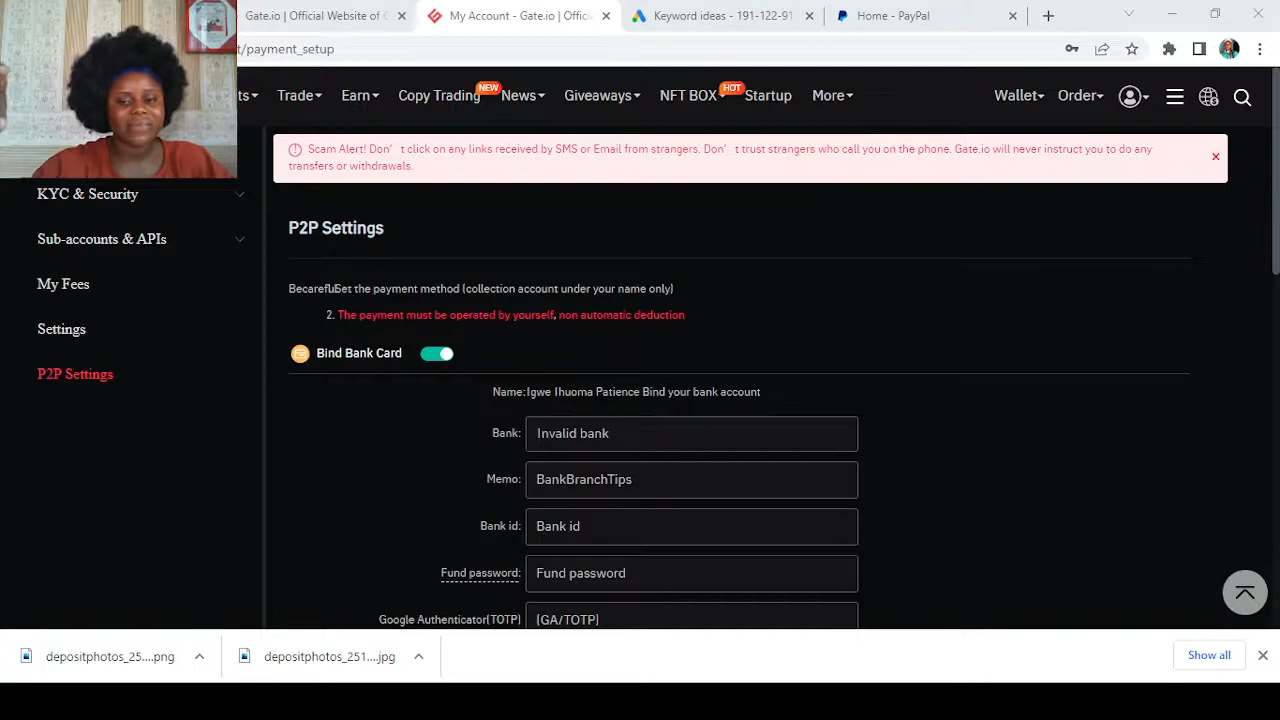 Gate.io | Official Website of C
My Account - Gate.io | Offici
Keyword ideas - 191-122-91
Home - PayPal
t/payment_setup
ts
Trade
Earn
Copy Trading
NEW
News
Giveaways
NFT BOX
HOT
Startup
More
Wallet
Order
Scam Alert! Don' t click on any links received by SMS or Email from strangers. Don' t trust strangers who call you on the phone. Gate.io will never instruct you to do any
transfers or withdrawals.
KYC & Security
Sub-accounts & APIs
My Fees
Settings
P2P Settings
P2P Settings
BecarefulSet the payment method (collection account under your name only)
2. The payment must be operated by yourself, non automatic deduction
Bind Bank Card
Name:Igwe Ihuoma Patience Bind your bank account
Bank: Invalid bank
Memo: BankBranchTips
Bank id: Bank id
Fund password: Fund password
Google Authenticator(TOTP) (GA/TOTP)
depositphotos_25....png
depositphotos_251....jpg
Show all